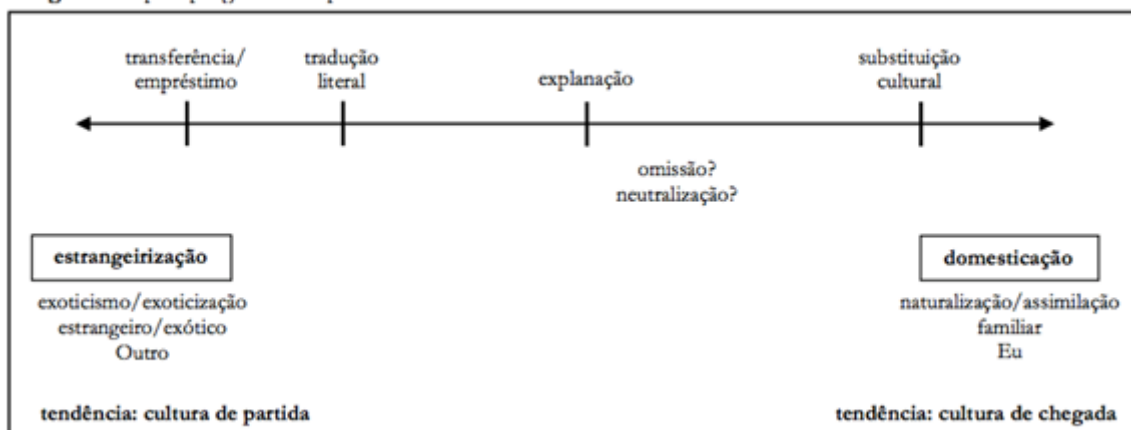 transferência/
empréstimo
tradução
literal
explanação
substituição
cultural
omissão?
neutralização?
estrangeirização
domesticação
exoticismo/exoticização
estrangeiro/exótico
Outro
naturalização/assimilação
familiar
Eu
tendência: cultura de partida
tendência: cultura de chegada